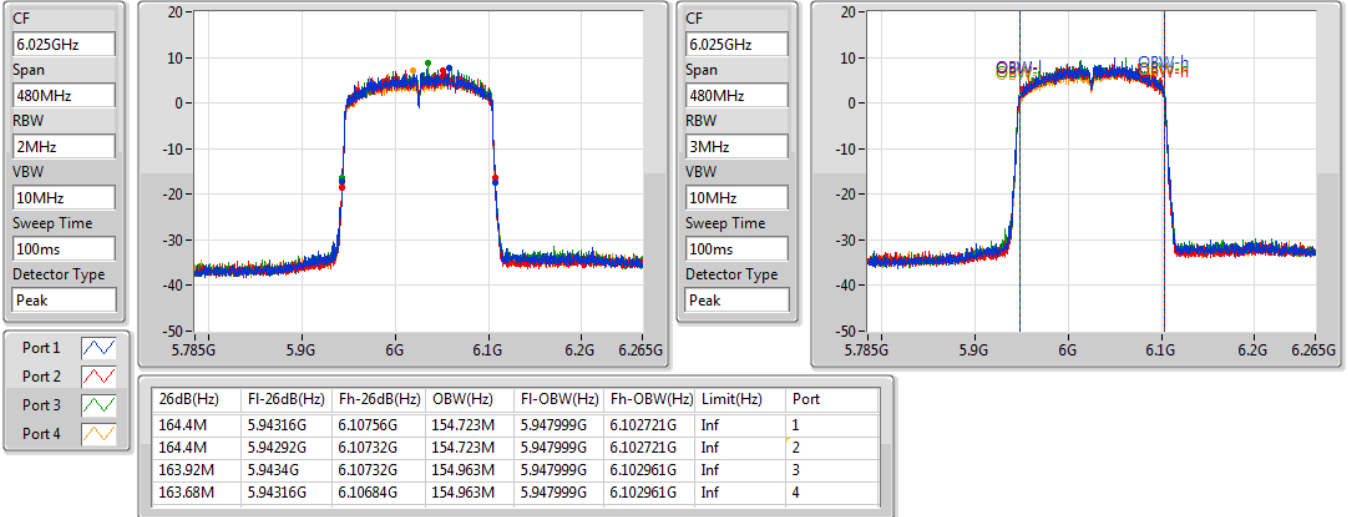 CF
6.025GHz
Span
480MHz
RBW
2MHz
VBW
10MHz
Sweep Time
100ms
Detector Type
Peak
20
10
0
-10
-20
-30
-40
-50
5.785G 5.9G 6G 6.1G 6.2G 6.265G
CF
6.025GHz
Span
480MHz
RBW
3MHz
VBW
10MHz
Sweep Time
100ms
Detector Type
Peak
20
10
0
-10
-20
-30
-40
-50
OBW-l OBW-h
5.785G 5.9G 6G 6.1G 6.2G 6.265G
Port 1
Port 2
Port 3
Port 4
26dB(Hz) Fl-26dB(Hz) Fh-26dB(Hz) OBW(Hz) Fl-OBW(Hz) Fh-OBW(Hz) Limit(Hz) Port
164.4M 5.94316G 6.10756G 154.723M 5.947999G 6.102721G Inf 1
164.4M 5.94292G 6.10732G 154.723M 5.947999G 6.102721G Inf 2
163.92M 5.9434G 6.10732G 154.963M 5.947999G 6.102961G Inf 3
163.68M 5.94316G 6.10684G 154.963M 5.947999G 6.102961G Inf 4